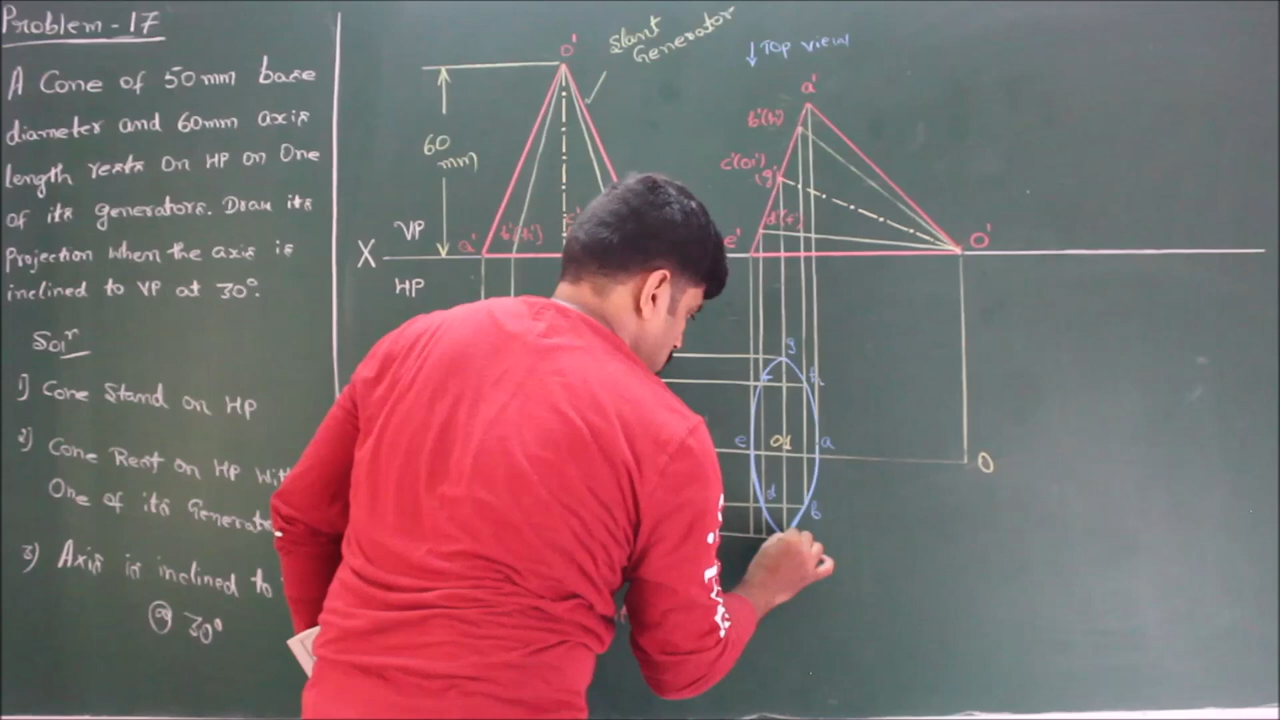 Problem - 17
A Cone of 50mm base
diameter and 60mm axis
length rests on HP on One
of its generators. Draw its
Projection when the axis is
inclined to VP at 30°.
Solⁿ
1) Cone Stand on HP
2) Cone Rest on HP With
One of its Generato
3) Axis is inclined to
@ 30°
o'
Slant
Generator
↓ Top view
60
mm
X
VP
HP
a'
b'(h')
c'
a'
b'(h')
c'(o1')
(g')
d'(f')
e'
o'
g
f
h
e
o1
a
d
b
o